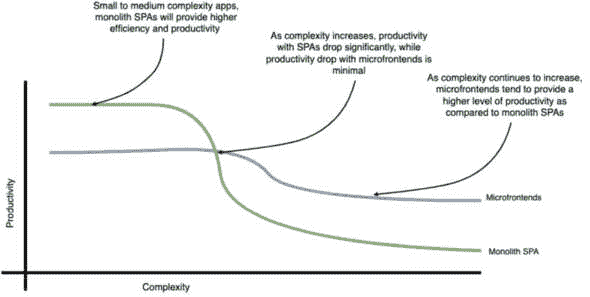 Small to medium complexity apps,
monolith SPAs will provide higher
efficiency and productivity
As complexity increases, productivity
with SPAs drop significantly, while
productivity drop with microfrontends is
minimal
As complexity continues to increase,
microfrontends tend to provide a
higher level of productivity as
compared to monolith SPAs
Microfrontends
Monolith SPA
Productivity
Complexity